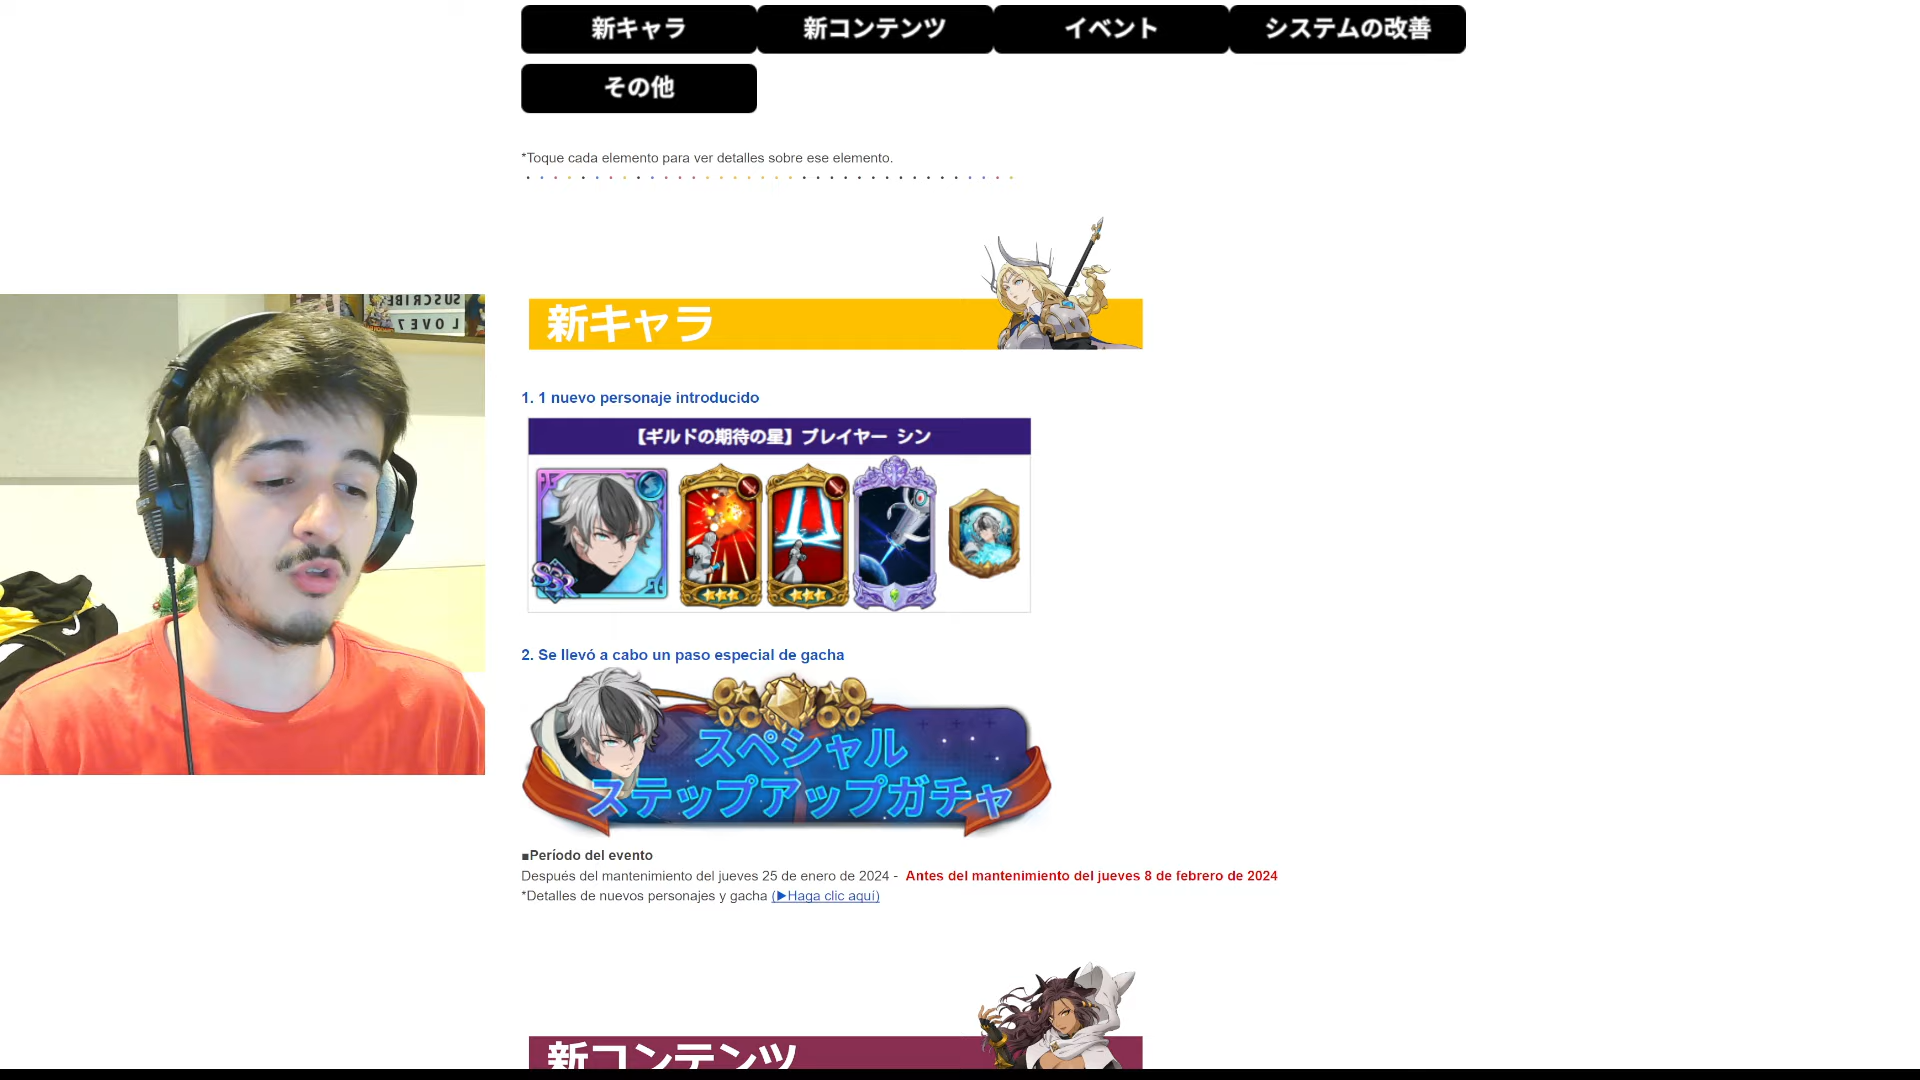 新キャラ
新コンテンツ
イベント
システムの改善
その他
*Toque cada elemento para ver detalles sobre ese elemento.
新キャラ
1. 1 nuevo personaje introducido
【ギルドの期待の星】プレイヤー シン
SSR
2. Se llevó a cabo un paso especial de gacha
スペシャル
ステップアップガチャ
■Período del evento
Después del mantenimiento del jueves 25 de enero de 2024 - Antes del mantenimiento del jueves 8 de febrero de 2024
*Detalles de nuevos personajes y gacha (▶Haga clic aquí)
新コンテンツ
SUSCRIBE
LOVE7